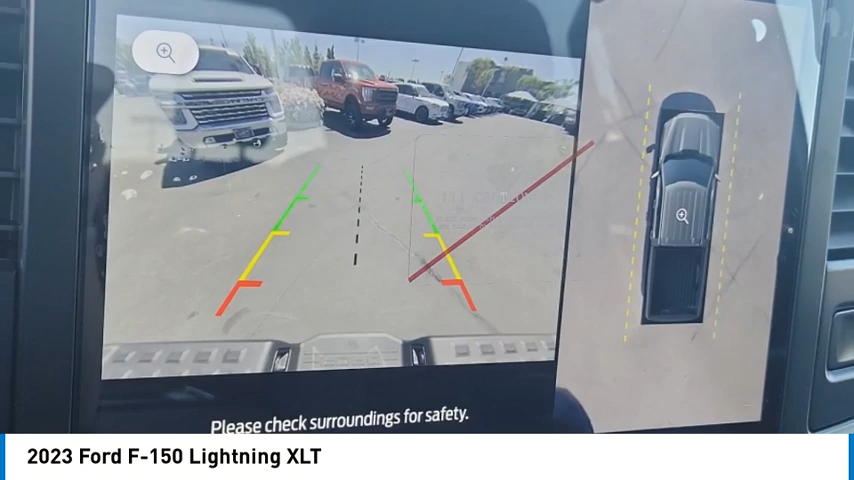 Please check surroundings for safety.
2023 Ford F-150 Lightning XLT